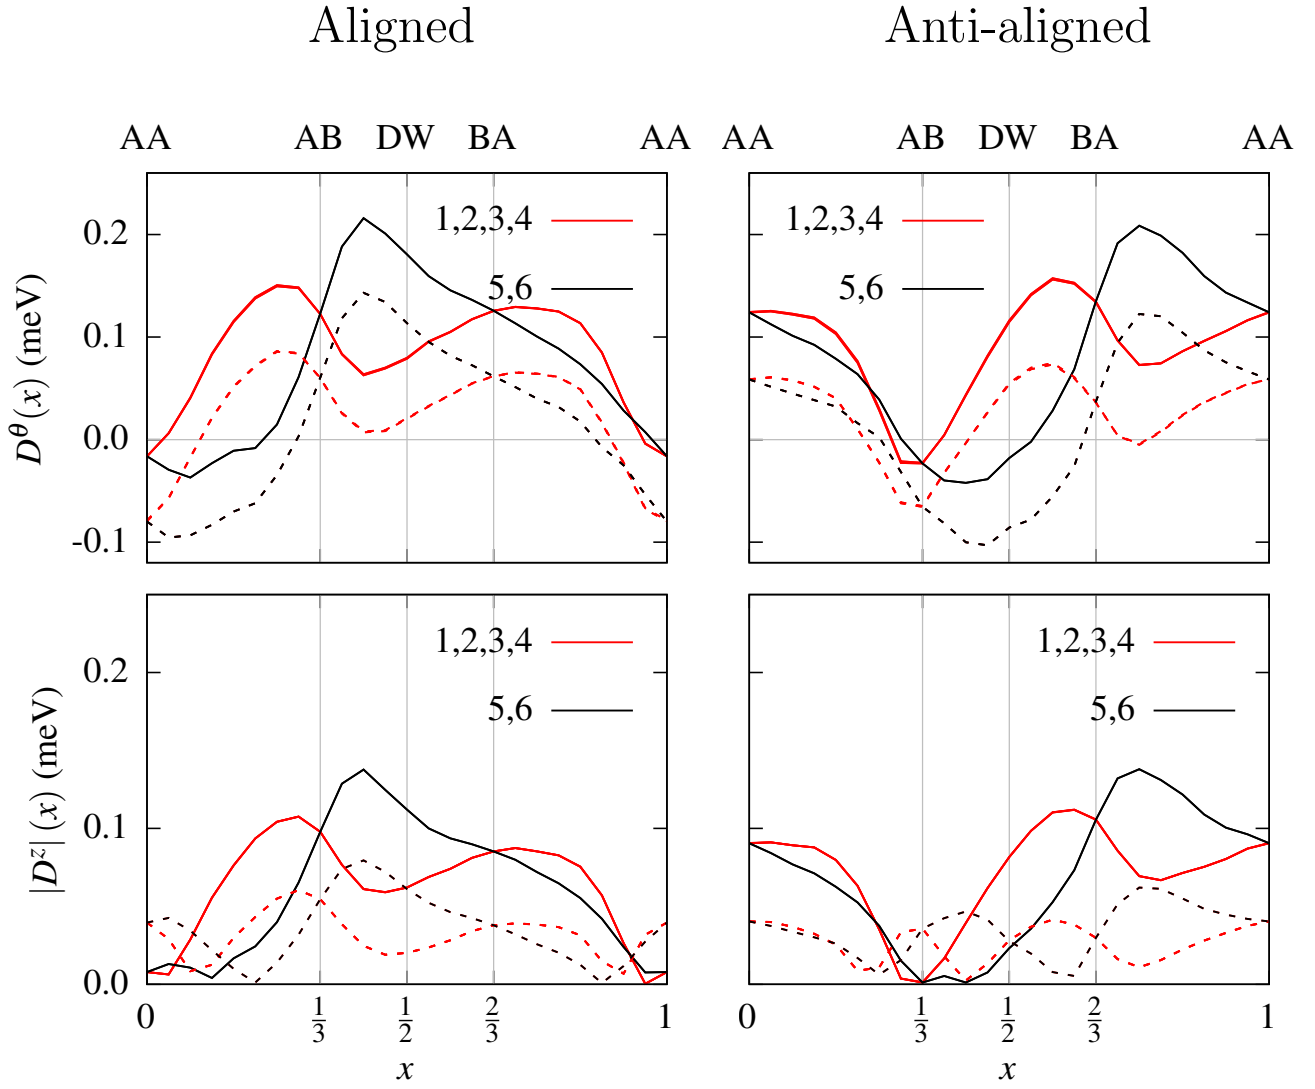 Aligned
Anti-aligned
AA AB DW BA AA
AA AB DW BA AA
D^θ(x) (meV)
0.2
0.1
0.0
-0.1
1,2,3,4
5,6
1,2,3,4
5,6
|D^z|(x) (meV)
0.2
0.1
0.0
1,2,3,4
5,6
1,2,3,4
5,6
0 1/3 1/2 2/3 1
0 1/3 1/2 2/3 1
x
x